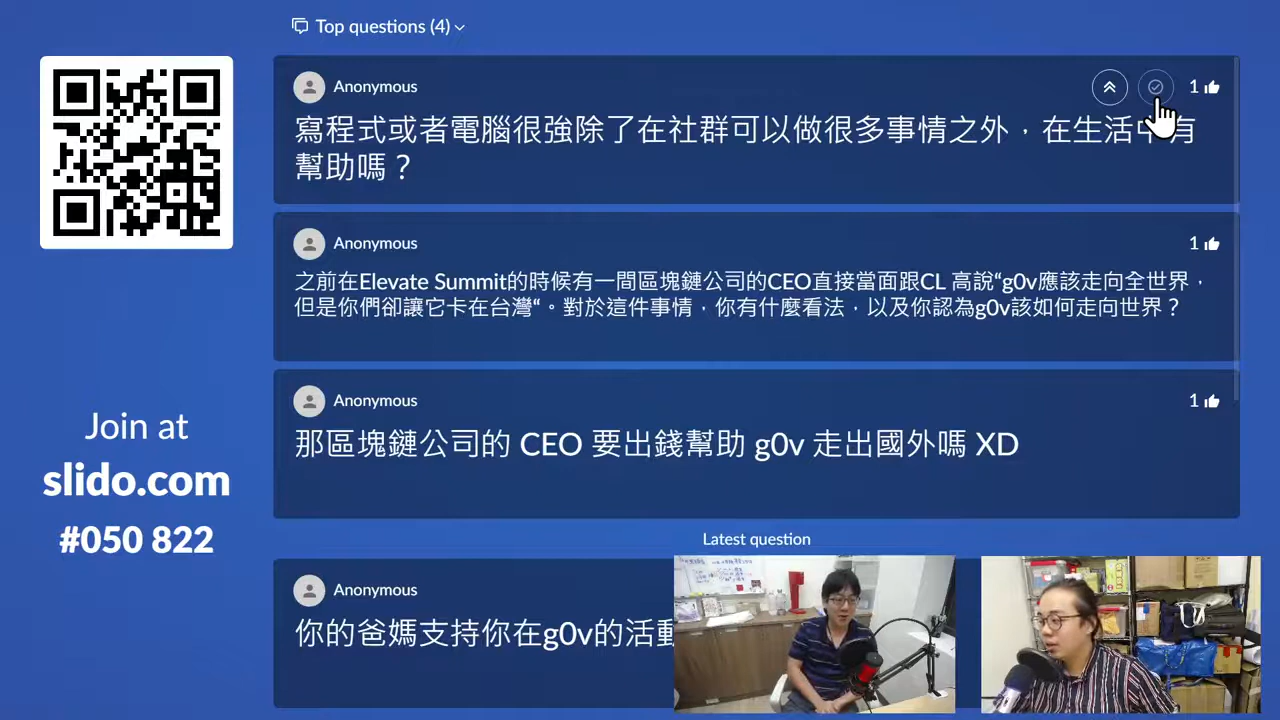 Top questions (4)
Anonymous
1
寫程式或者電腦很強除了在社群可以做很多事情之外，在生活中有
幫助嗎？
Anonymous
1
之前在Elevate Summit的時候有一間區塊鏈公司的CEO直接當面跟CL 高說“g0v應該走向全世界，
但是你們卻讓它卡在台灣“。對於這件事情，你有什麼看法，以及你認為g0v該如何走向世界？
Anonymous
1
那區塊鏈公司的 CEO 要出錢幫助 g0v 走出國外嗎 XD
Join at
slido.com
#050 822
Latest question
Anonymous
你的爸媽支持你在g0v的活動